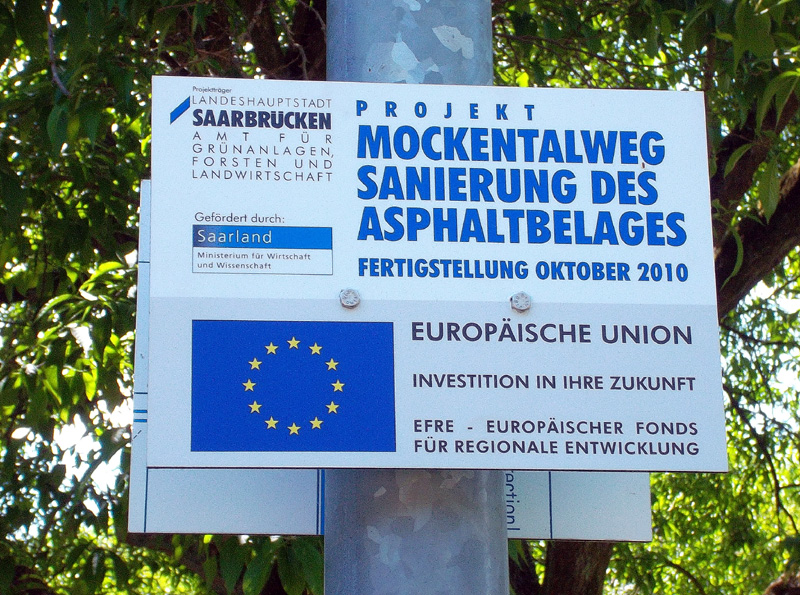 Projektträger
LANDESHAUPTSTADT
SAARBRÜCKEN
AMT FÜR
GRÜNANLAGEN,
FORSTEN UND
LANDWIRTSCHAFT
Gefördert durch:
Saarland
Ministerium für Wirtschaft
und Wissenschaft
PROJEKT
MOCKENTALWEG
SANIERUNG DES
ASPHALTBELAGES
FERTIGSTELLUNG OKTOBER 2010
EUROPÄISCHE UNION
INVESTITION IN IHRE ZUKUNFT
EFRE - EUROPÄISCHER FONDS
FÜR REGIONALE ENTWICKLUNG